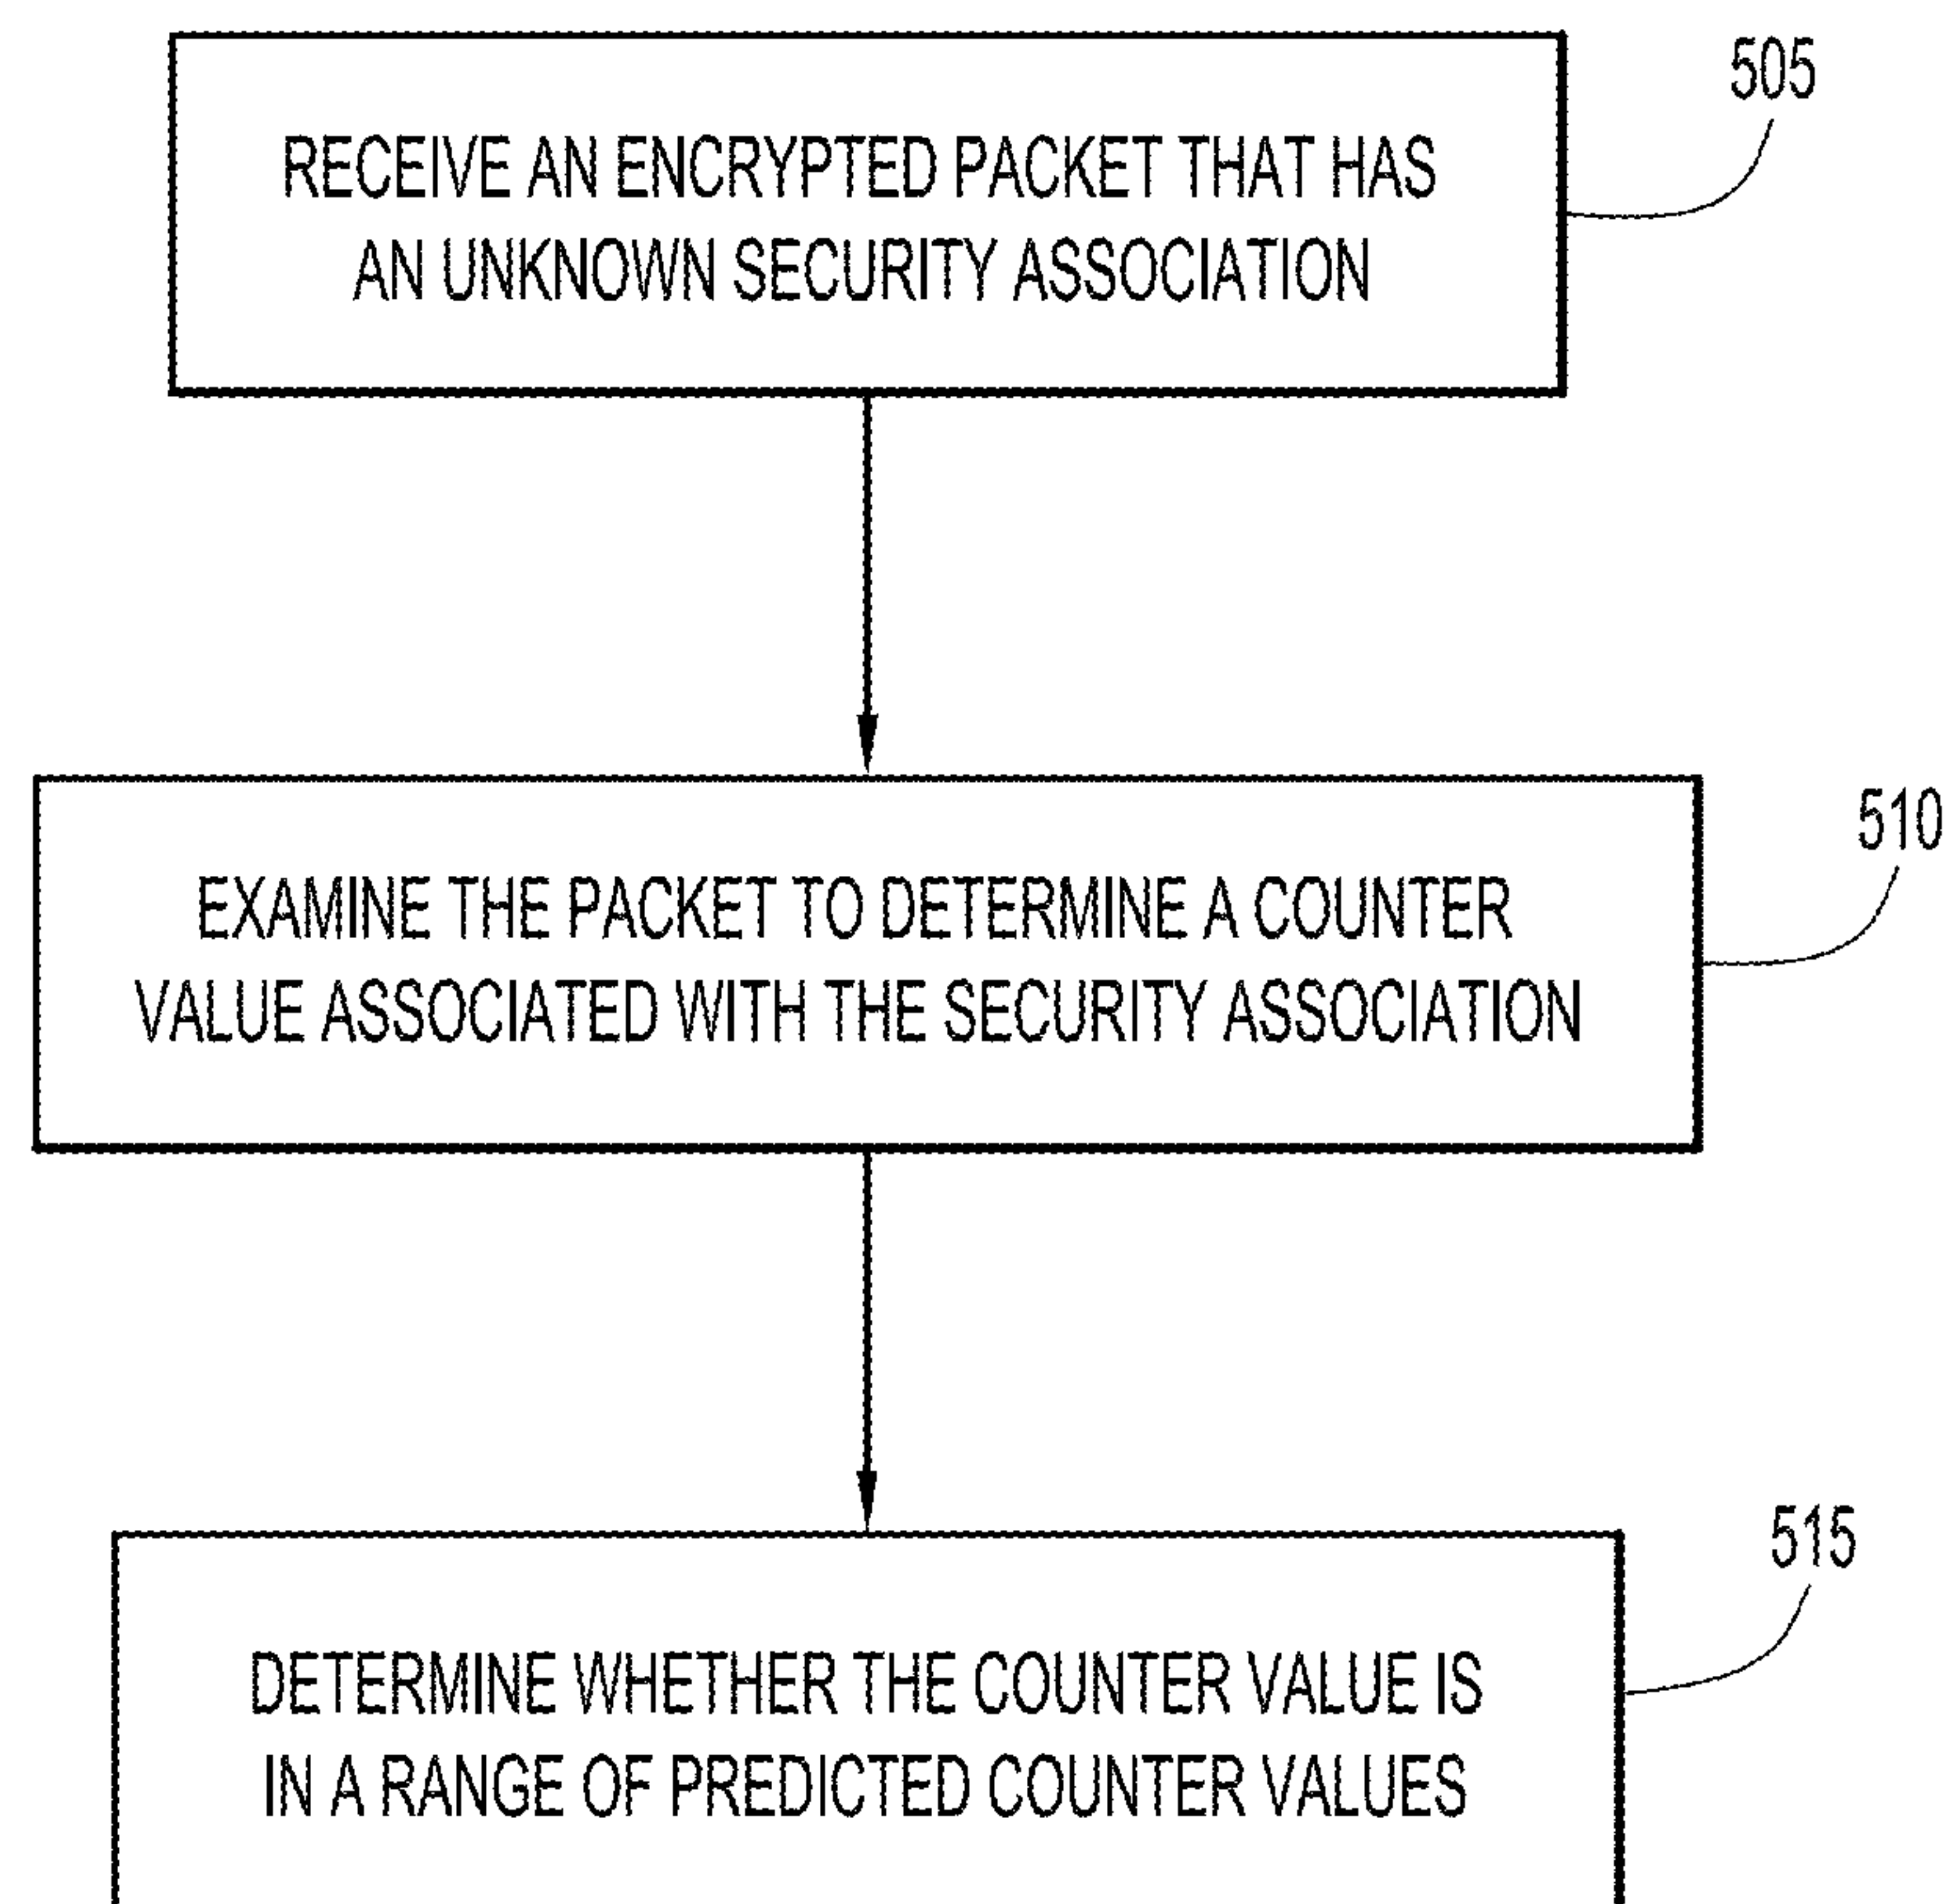 505
RECEIVE AN ENCRYPTED PACKET THAT HAS
AN UNKNOWN SECURITY ASSOCIATION
510
EXAMINE THE PACKET TO DETERMINE A COUNTER
VALUE ASSOCIATED WITH THE SECURITY ASSOCIATION
515
DETERMINE WHETHER THE COUNTER VALUE IS
IN A RANGE OF PREDICTED COUNTER VALUES